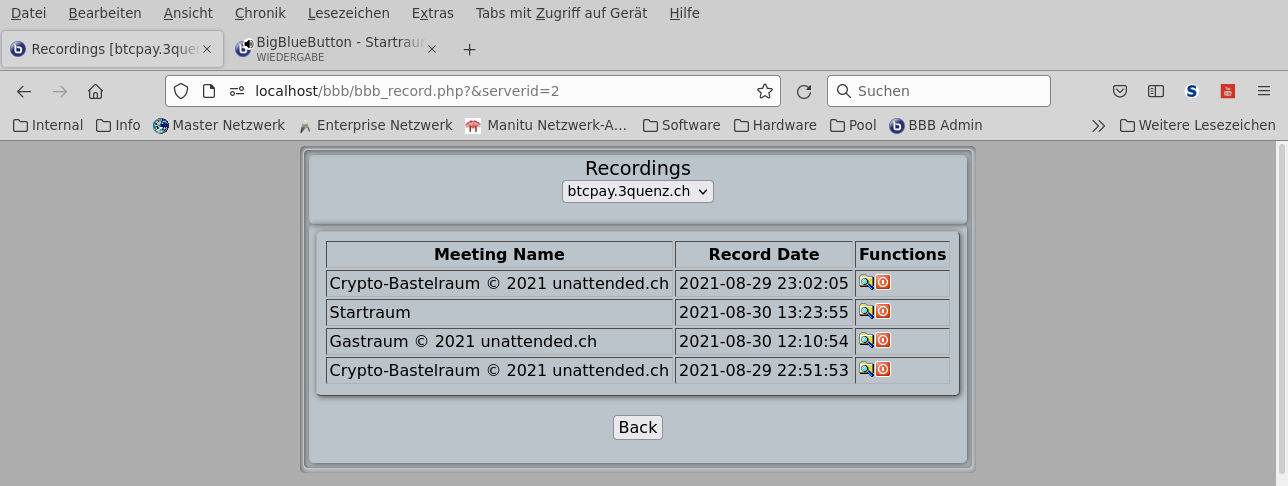 Datei Bearbeiten Ansicht Chronik Lesezeichen Extras Tabs mit Zugriff auf Gerät Hilfe
Recordings [btcpay.3quen
BigBlueButton - Startraum
WIEDERGABE
localhost/bbb/bbb_record.php?&serverid=2
Suchen
Internal Info Master Netzwerk Enterprise Netzwerk Manitu Netzwerk-A… Software Hardware Pool BBB Admin Weitere Lesezeichen
Recordings
btcpay.3quenz.ch
Meeting Name Record Date Functions
Crypto-Bastelraum © 2021 unattended.ch 2021-08-29 23:02:05
Startraum 2021-08-30 13:23:55
Gastraum © 2021 unattended.ch 2021-08-30 12:10:54
Crypto-Bastelraum © 2021 unattended.ch 2021-08-29 22:51:53
Back